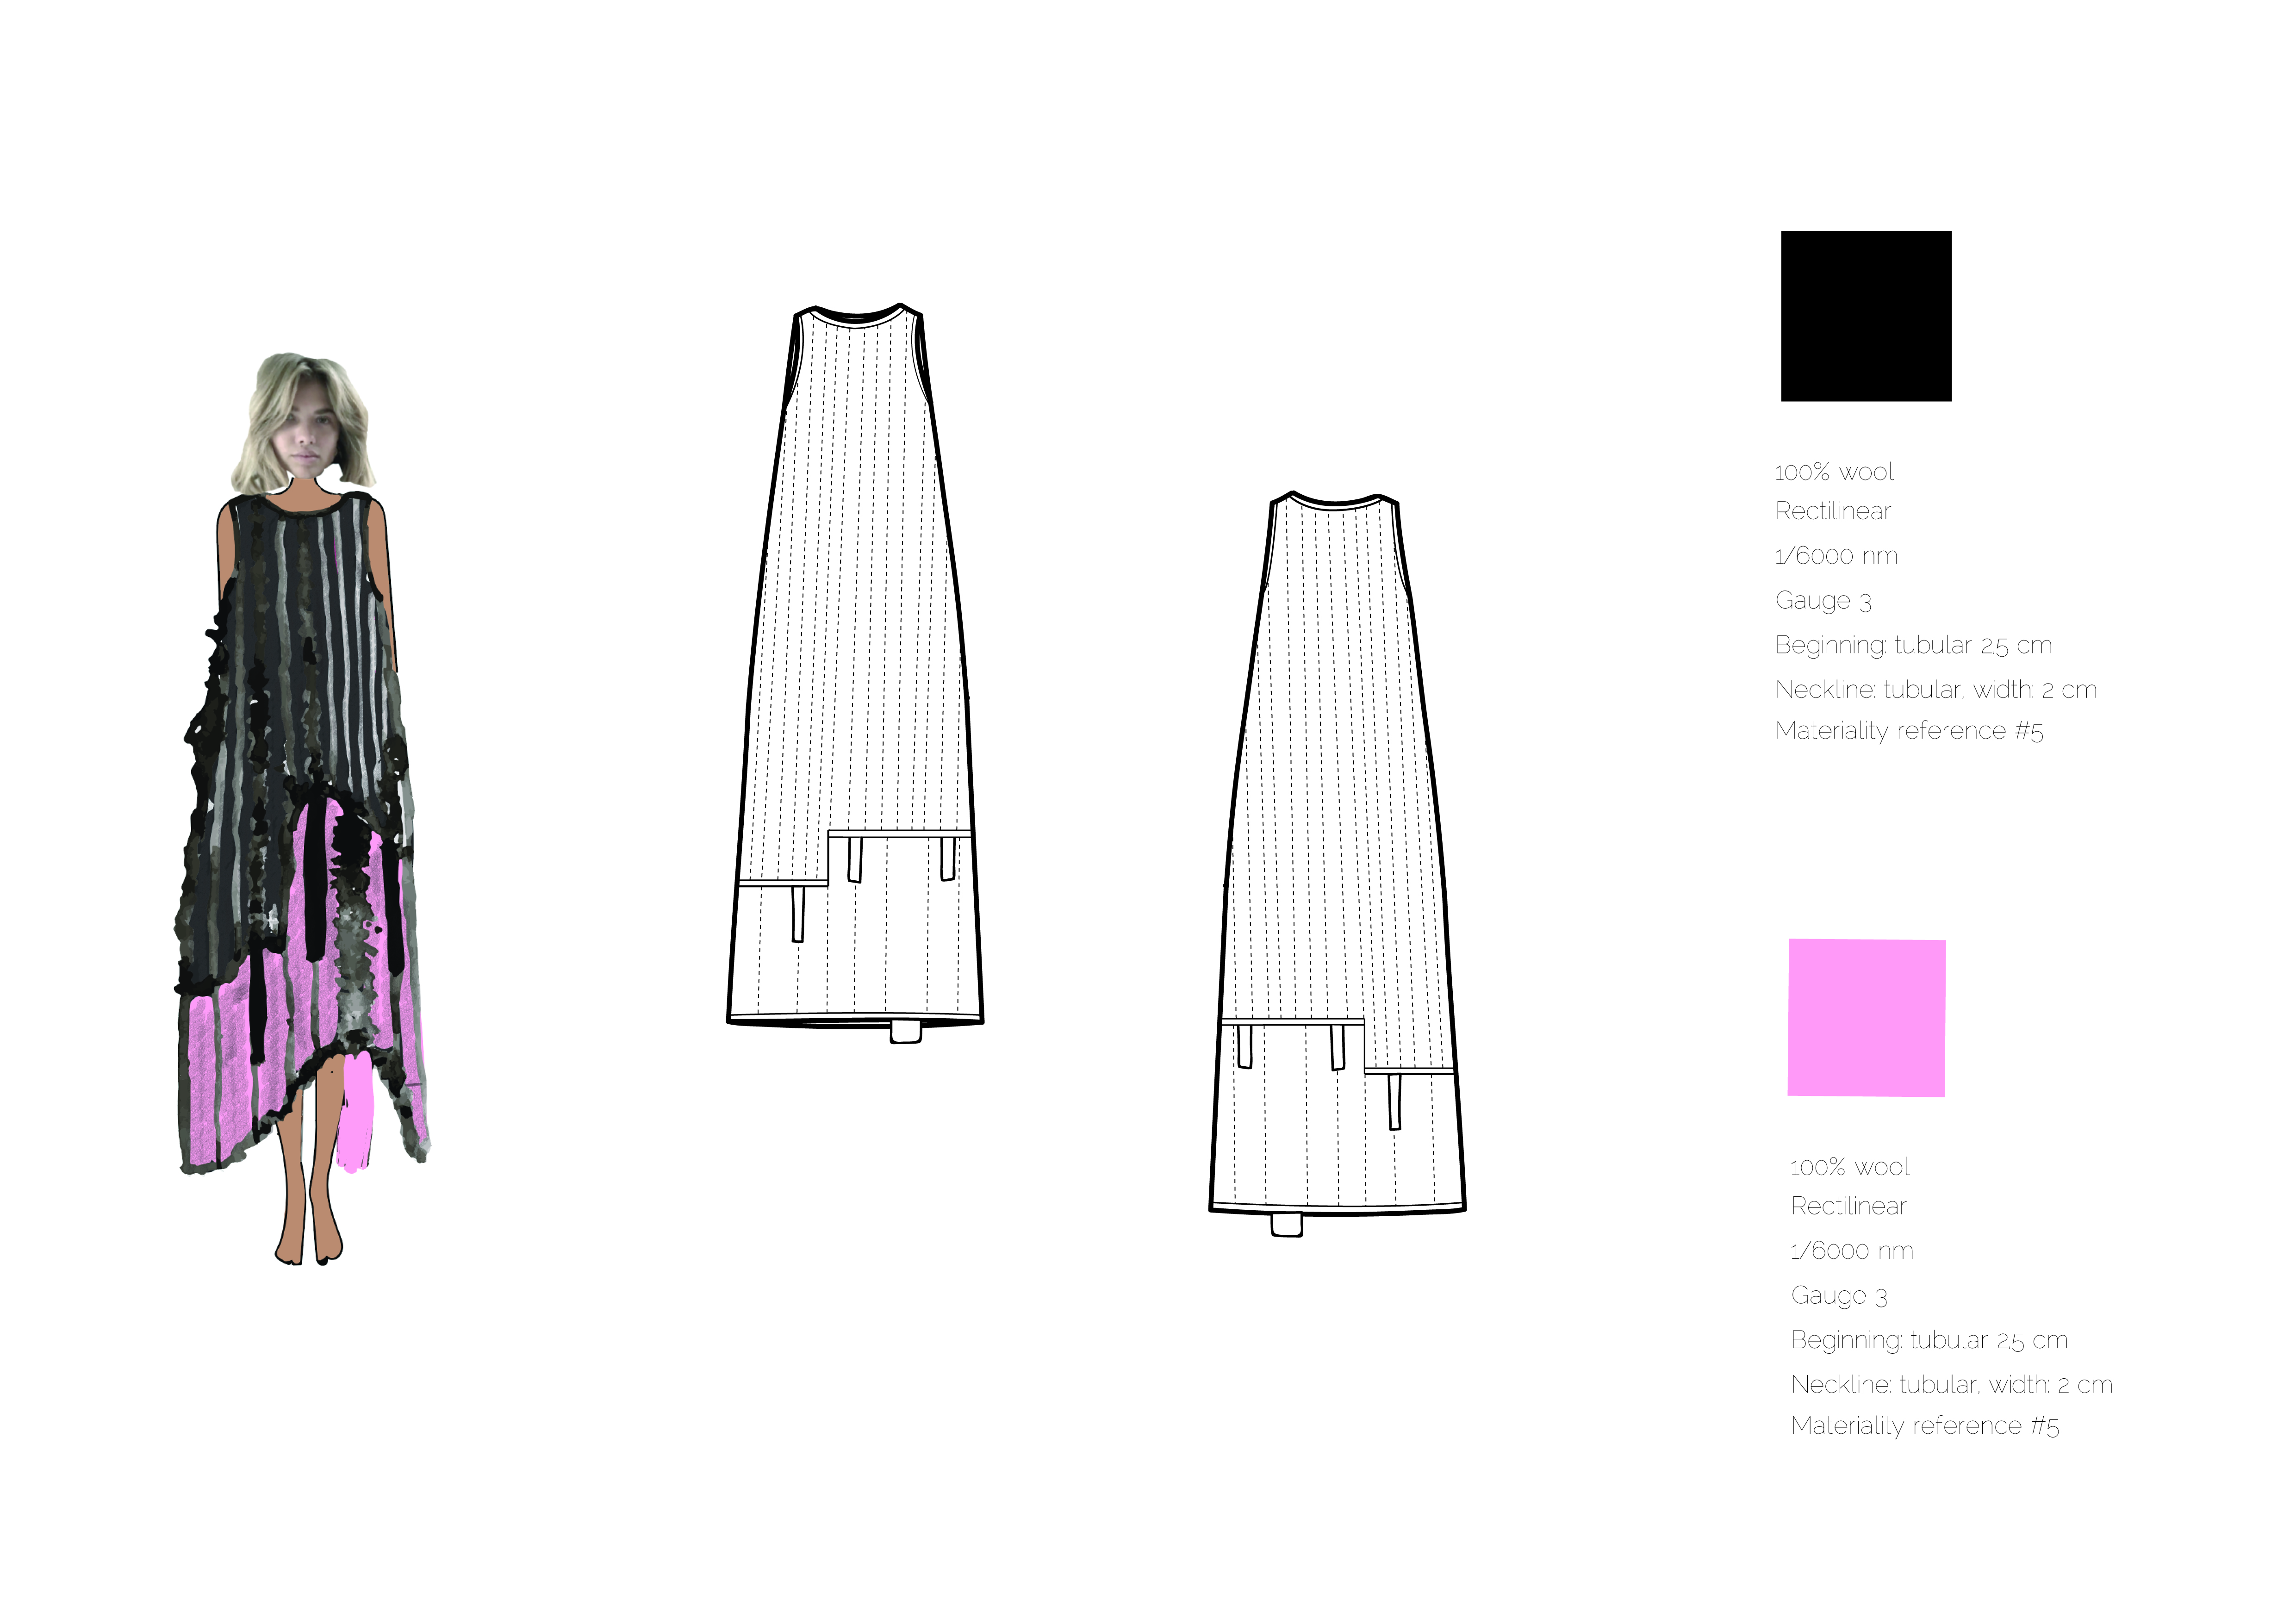 100% wool
Rectilinear
1/6000 nm
Gauge 3
Beginning: tubular 2,5 cm
Neckline: tubular, width: 2 cm
Materiality reference #5
100% wool
Rectilinear
1/6000 nm
Gauge 3
Beginning: tubular 2,5 cm
Neckline: tubular, width: 2 cm
Materiality reference #5